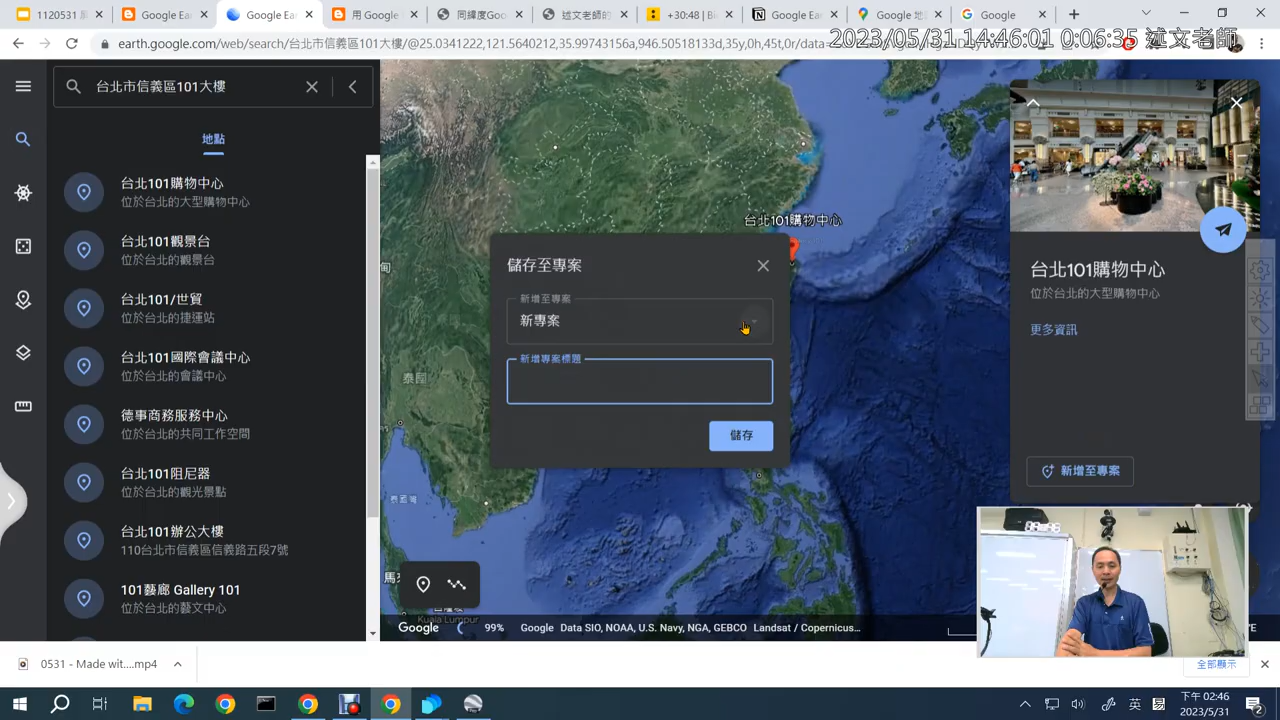 1120531 GM
Google Ea
Google Ea
用 Google
同緯度Goo
述文老師的
+30:48 | Bi
Google Ea
Google 地
Google
earth.google.com/web/search/台北市信義區101大樓/@25.0341222,121.5640212,35.99743156a,946.50518133d,35y,0h,45t,0r/data=
2023/05/31 14:46:01 0:06:35 述文老師
台北市信義區101大樓
地點
台北101購物中心
位於台北的大型購物中心
台北101觀景台
位於台北的觀景台
台北101/世貿
位於台北的捷運站
台北101國際會議中心
位於台北的會議中心
德事商務服務中心
位於台北的共同工作空間
台北101阻尼器
位於台北的觀光景點
台北101辦公大樓
110台北市信義區信義路五段7號
101藝廊 Gallery 101
位於台北的藝文中心
台北101購物中心
儲存至專案
新增至專案
新專案
新增專案標題
儲存
泰國
泰國灣
馬來
吉隆坡
Kuala Lumpur
Google
99%
Google Data SIO, NOAA, U.S. Navy, NGA, GEBCO Landsat / Copernicus...
台北101購物中心
位於台北的大型購物中心
更多資訊
新增至專案
0531 - Made wit....mp4
全部顯示
英
下午 02:46
2023/5/31
2